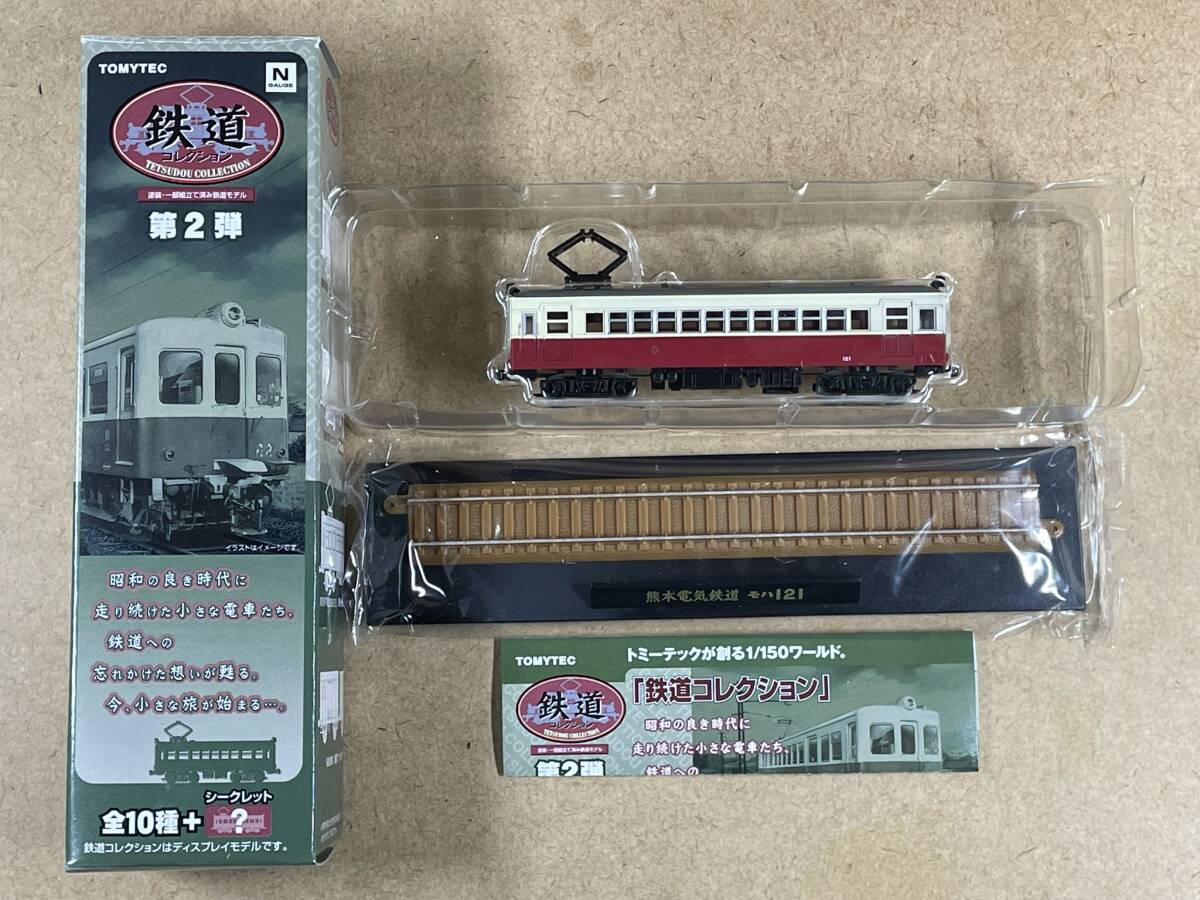 TOMYTEC
N
GAUGE
鉄道
コレクション
TETSUDOU COLLECTION
塗装・一部組立て済み鉄道モデル
第2弾
イラストはイメージです。
昭和の良き時代に
走り続けた小さな電車たち、
鉄道への
忘れかけた想いが甦る。
今、小さな旅が始まる…。
シークレット
全10種+
?
鉄道コレクションはディスプレイモデルです。
121
熊本電気鉄道 モハ121
TOMYTEC
トミーテックが創る1/150ワールド。
鉄道
コレクション
TETSUDOU COLLECTION
塗装・一部組立て済み鉄道モデル
第2弾
「鉄道コレクション」
昭和の良き時代に
走り続けた小さな電車たち、
鉄道への